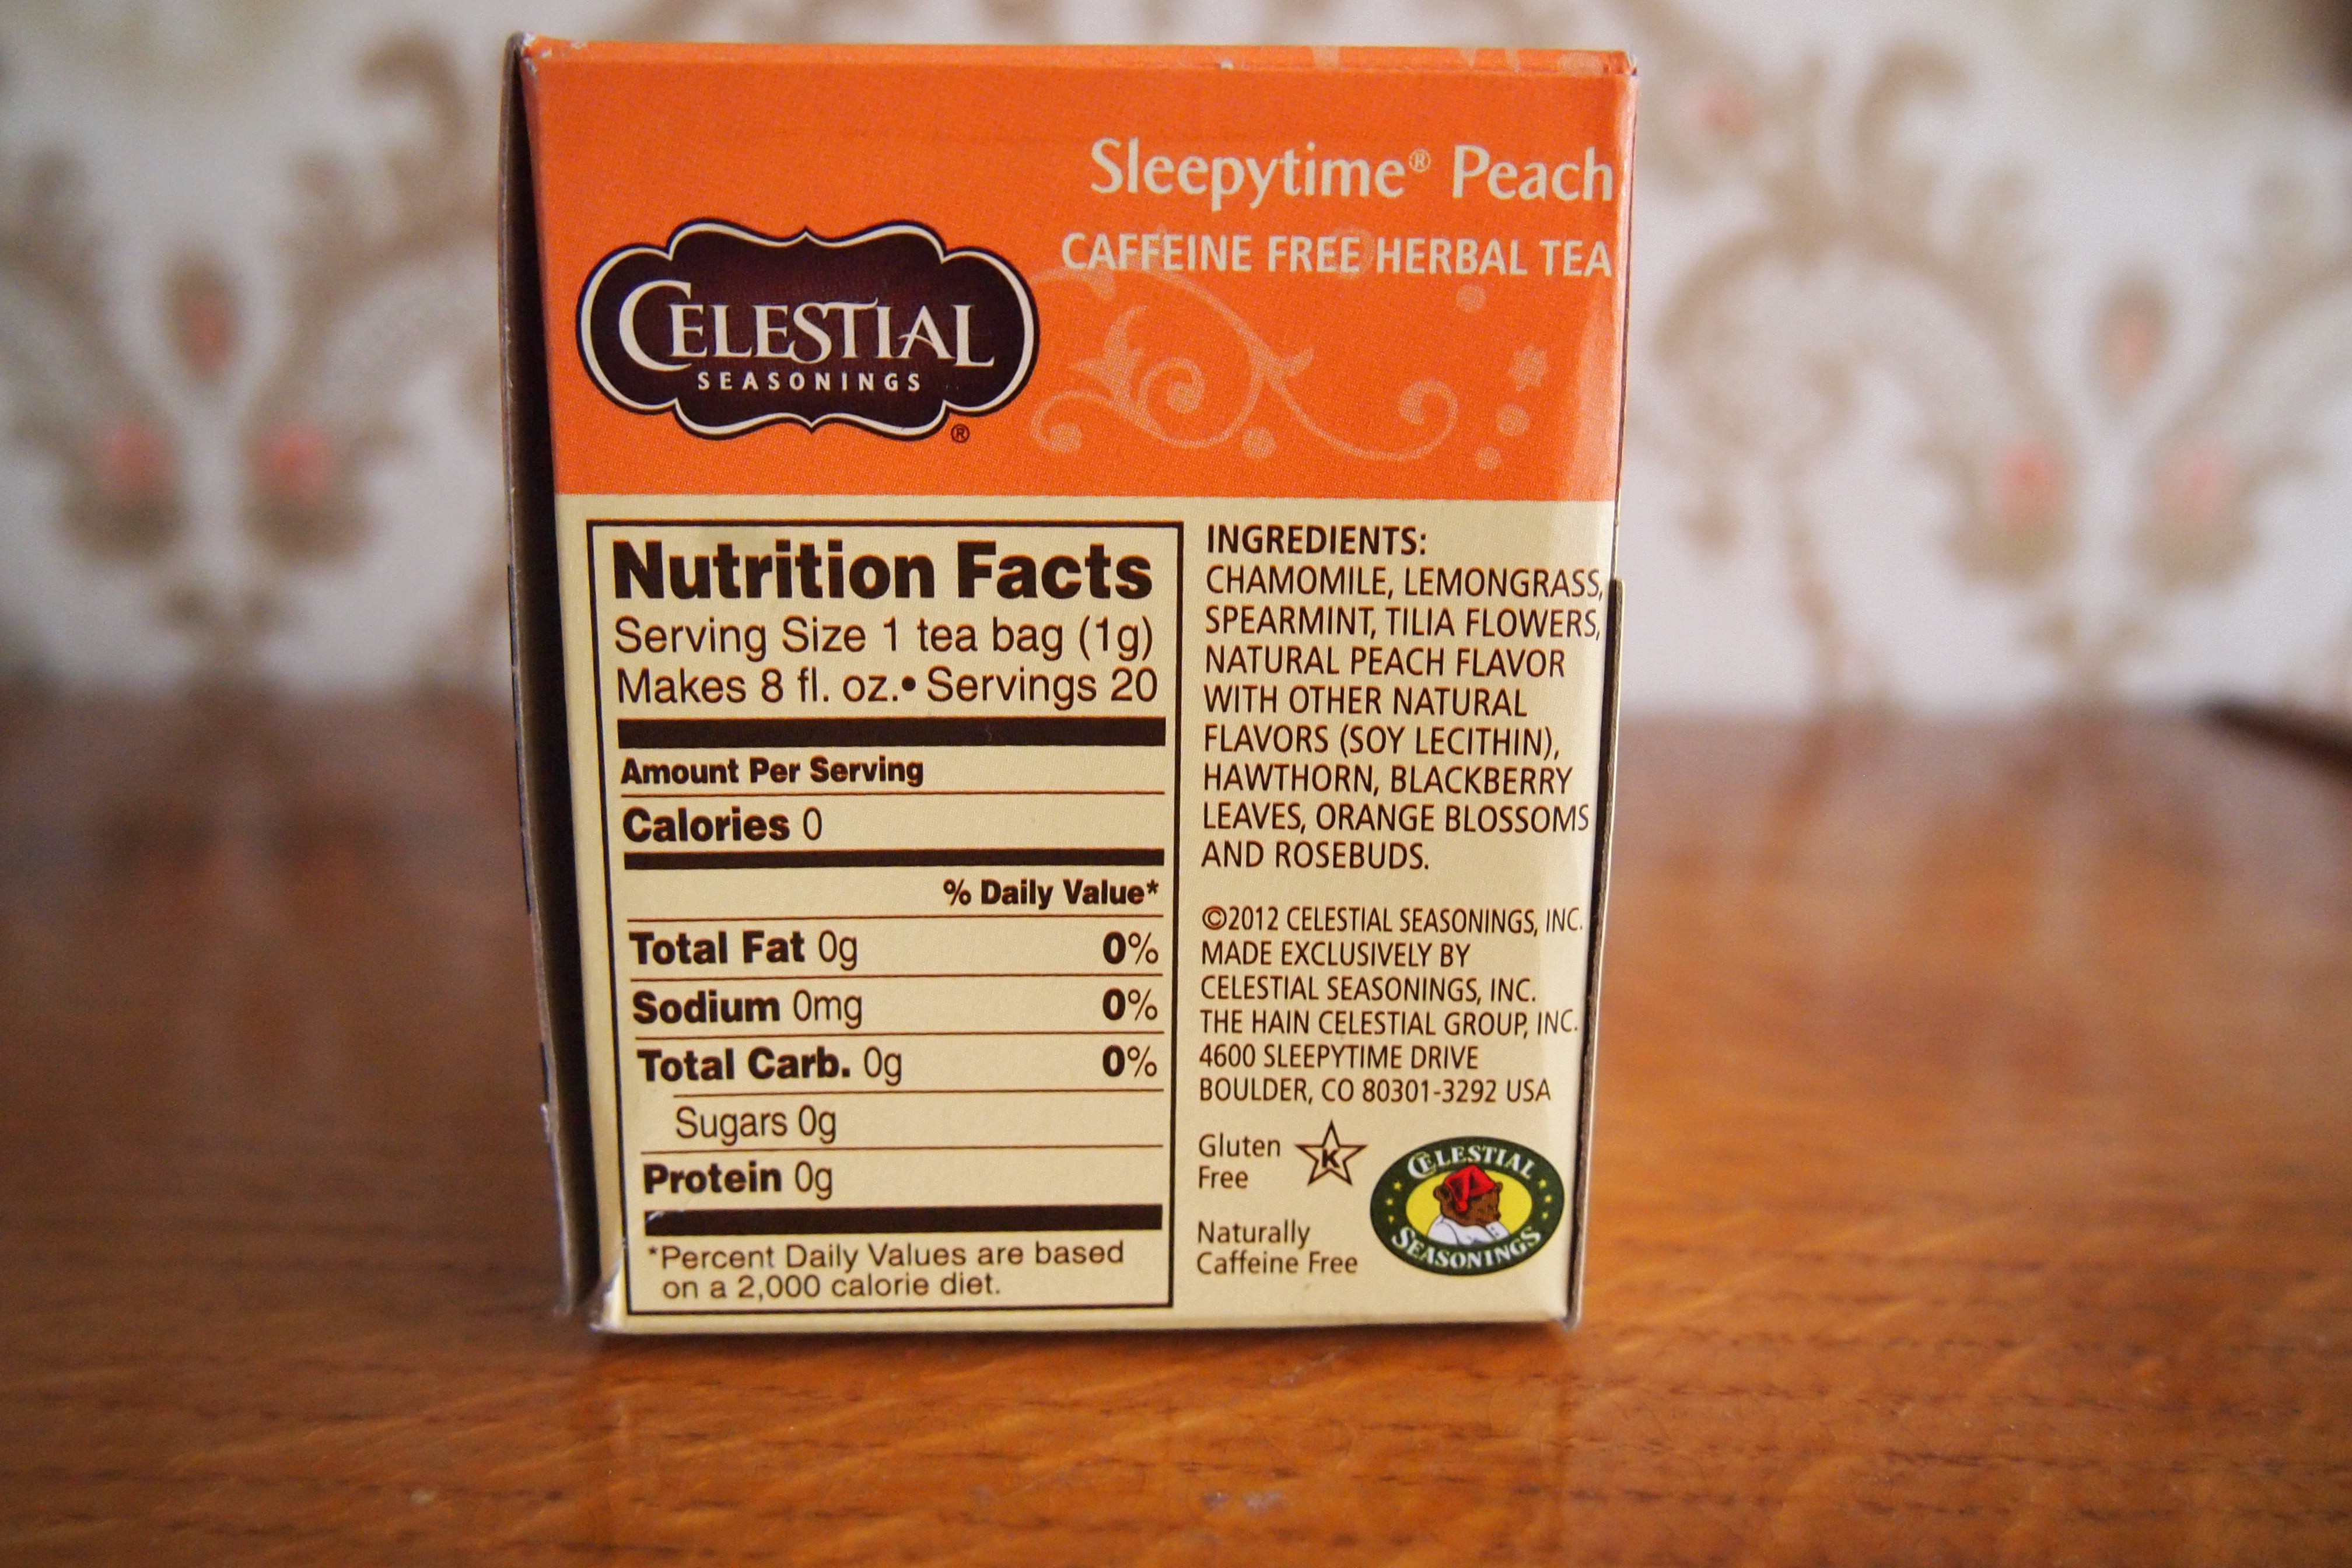 Sleepytime® Peach
CAFFEINE FREE HERBAL TEA
CELESTIAL
SEASONINGS
®
Nutrition Facts
Serving Size 1 tea bag (1g)
Makes 8 fl. oz.• Servings 20
Amount Per Serving
Calories 0
% Daily Value*
Total Fat 0g 0%
Sodium 0mg 0%
Total Carb. 0g 0%
Sugars 0g
Protein 0g
*Percent Daily Values are based
on a 2,000 calorie diet.
INGREDIENTS:
CHAMOMILE, LEMONGRASS,
SPEARMINT, TILIA FLOWERS,
NATURAL PEACH FLAVOR
WITH OTHER NATURAL
FLAVORS (SOY LECITHIN),
HAWTHORN, BLACKBERRY
LEAVES, ORANGE BLOSSOMS
AND ROSEBUDS.
©2012 CELESTIAL SEASONINGS, INC.
MADE EXCLUSIVELY BY
CELESTIAL SEASONINGS, INC.
THE HAIN CELESTIAL GROUP, INC.
4600 SLEEPYTIME DRIVE
BOULDER, CO 80301-3292 USA
Gluten
Free
K
Naturally
Caffeine Free
CELESTIAL
SEASONINGS